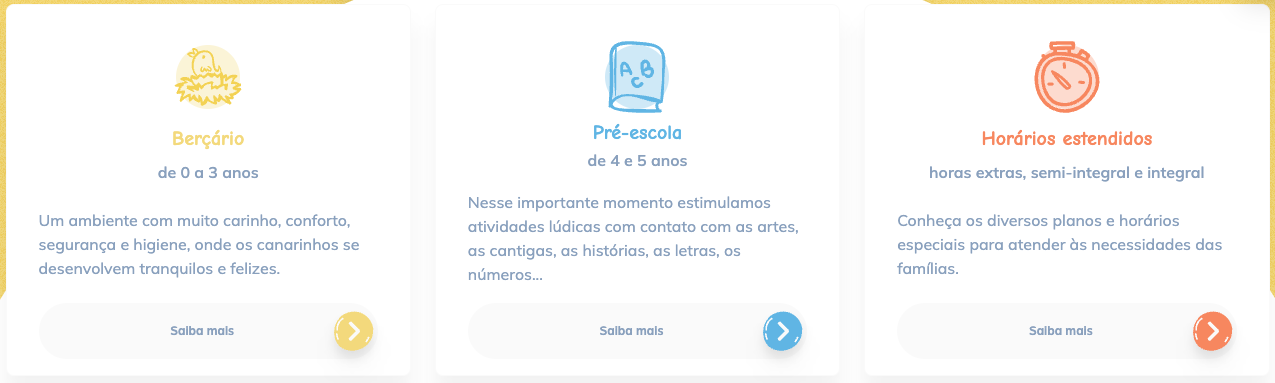 Berçário
de 0 a 3 anos
Um ambiente com muito carinho, conforto,
segurança e higiene, onde os canarinhos se
desenvolvem tranquilos e felizes.
Saiba mais
A B
C
Pré-escola
de 4 e 5 anos
Nesse importante momento estimulamos
atividades lúdicas com contato com as artes,
as cantigas, as histórias, as letras, os
números...
Saiba mais
Horários estendidos
horas extras, semi-integral e integral
Conheça os diversos planos e horários
especiais para atender às necessidades das
famílias.
Saiba mais